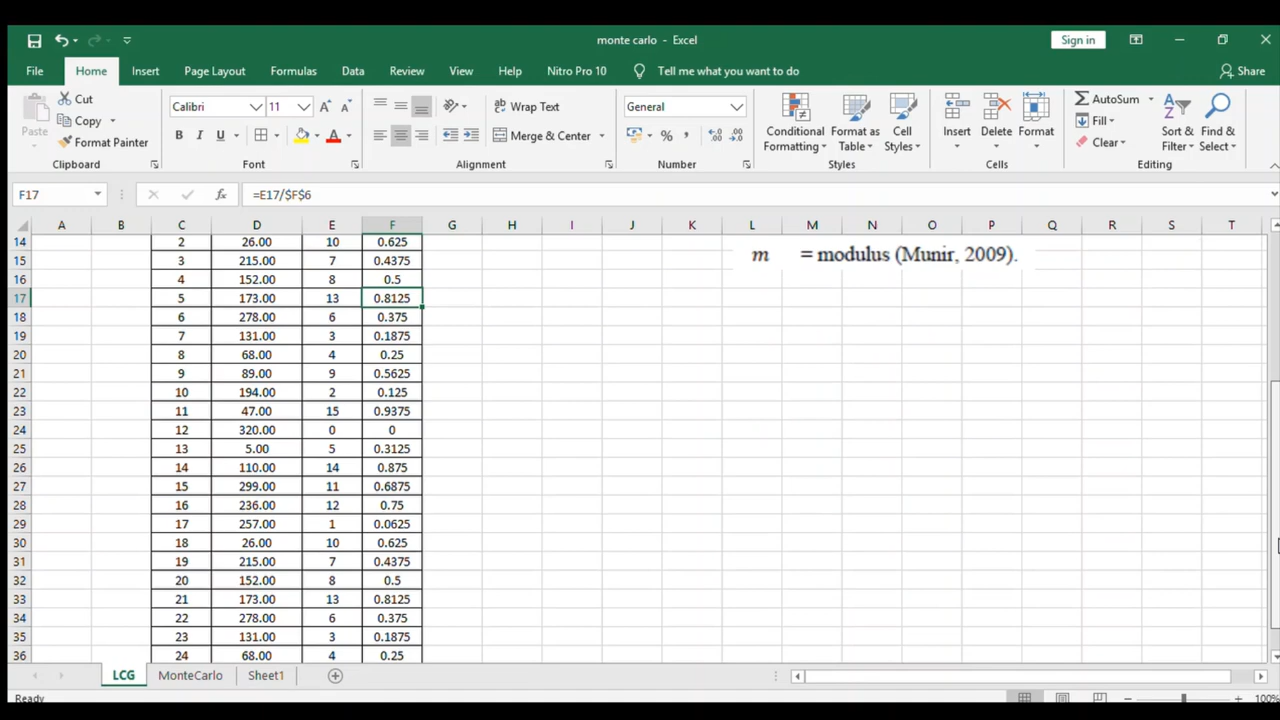 monte carlo - Excel
Sign in
File Home Insert Page Layout Formulas Data Review View Help Nitro Pro 10 Tell me what you want to do Share
Paste
Cut
Copy
Format Painter
Clipboard
Calibri 11
B I U
Font
Wrap Text
Merge & Center
Alignment
General
Number
Conditional Formatting
Format as Table
Cell Styles
Styles
Insert
Delete
Format
Cells
AutoSum
Fill
Clear
Sort & Filter
Find & Select
Editing
F17 fx =E17/$F$6
A B C D E F G H I J K L M N O P Q R S T
14 2 26.00 10 0.625
m = modulus (Munir, 2009).
15 3 215.00 7 0.4375
16 4 152.00 8 0.5
17 5 173.00 13 0.8125
18 6 278.00 6 0.375
19 7 131.00 3 0.1875
20 8 68.00 4 0.25
21 9 89.00 9 0.5625
22 10 194.00 2 0.125
23 11 47.00 15 0.9375
24 12 320.00 0 0
25 13 5.00 5 0.3125
26 14 110.00 14 0.875
27 15 299.00 11 0.6875
28 16 236.00 12 0.75
29 17 257.00 1 0.0625
30 18 26.00 10 0.625
31 19 215.00 7 0.4375
32 20 152.00 8 0.5
33 21 173.00 13 0.8125
34 22 278.00 6 0.375
35 23 131.00 3 0.1875
36 24 68.00 4 0.25
LCG MonteCarlo Sheet1
Ready
100%